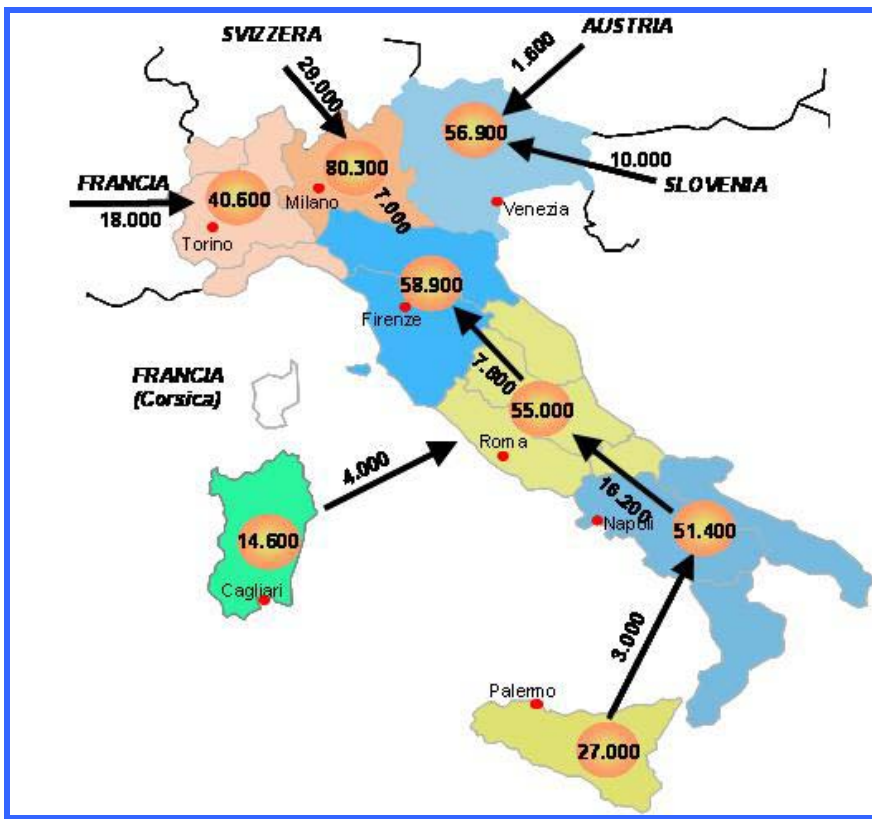 SVIZZERA
AUSTRIA
29.000
1.600
56.900
10.000
80.300
SLOVENIA
FRANCIA
18.000
40.600
Milano
7.000
Venezia
Torino
58.900
Firenze
7.800
FRANCIA
(Corsica)
55.000
Roma
4.000
16.200
Napoli
51.400
14.600
Cagliari
3.000
Palermo
27.000